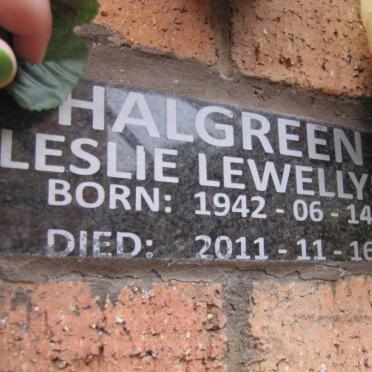 HALGREEN
LESLIE LEWELLY
BORN: 1942 - 06 - 14
DIED: 2011 - 11 - 16